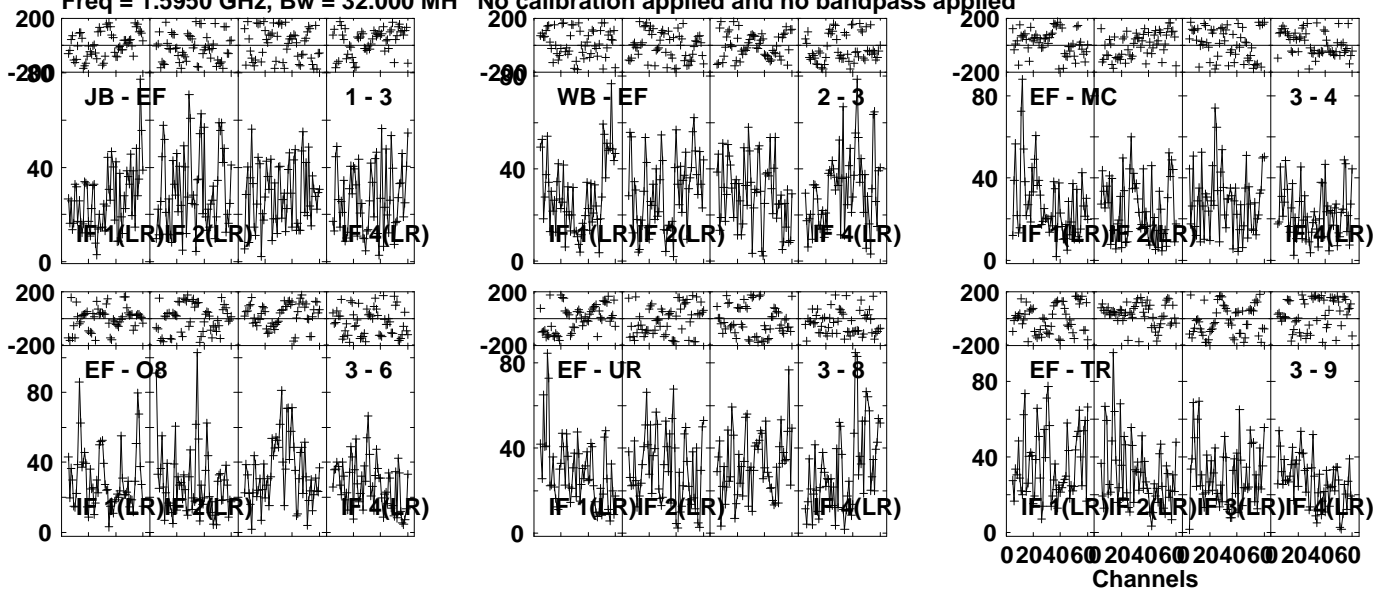 Freq = 1.5950 GHz, Bw = 32.000 MH No calibration applied and no bandpass applied
200
-200
80
40
0
JB - EF 1 - 3
IF 1(LR) IF 2(LR) IF 4(LR)
-200
80
40
0
WB - EF 2 - 3
IF 1(LR) IF 2(LR) IF 4(LR)
200
-200
80
40
0
EF - MC 3 - 4
IF 1(LR) IF 2(LR) IF 4(LR)
200
-200
80
40
0
EF - O8 3 - 6
IF 1(LR) IF 2(LR) IF 4(LR)
80
40
0
EF - UR 3 - 8
IF 1(LR) IF 2(LR) IF 4(LR)
200
-200
80
40
0
EF - TR 3 - 9
IF 1(LR) IF 2(LR) IF 3(LR) IF 4(LR)
0 20 40 60 0 20 40 60 0 20 40 60 0 20 40 60
Channels